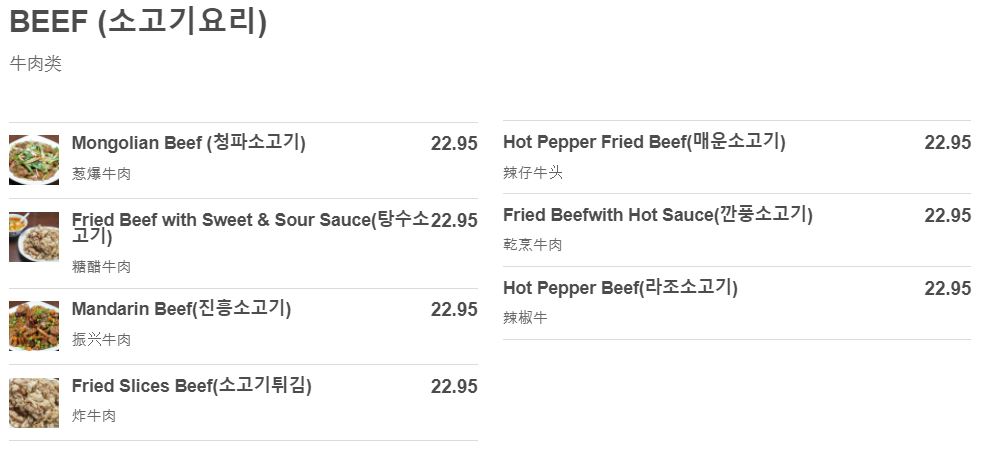 BEEF (소고기요리)
牛肉类
Mongolian Beef (청파소고기) 22.95
葱爆牛肉
Fried Beef with Sweet & Sour Sauce(탕수소 22.95
고기)
糖醋牛肉
Mandarin Beef(진흥소고기) 22.95
振兴牛肉
Fried Slices Beef(소고기튀김) 22.95
炸牛肉
Hot Pepper Fried Beef(매운소고기) 22.95
辣仔牛头
Fried Beefwith Hot Sauce(깐풍소고기) 22.95
乾烹牛肉
Hot Pepper Beef(라조소고기) 22.95
辣椒牛